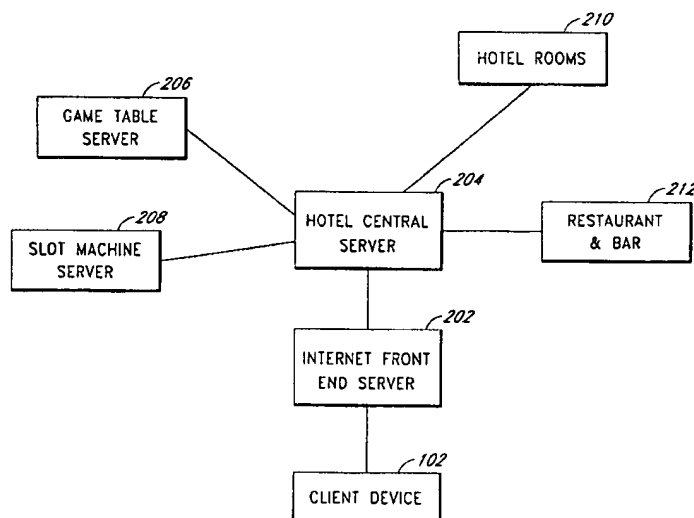 210
HOTEL ROOMS
206
GAME TABLE
SERVER
204
HOTEL CENTRAL
SERVER
212
RESTAURANT
& BAR
208
SLOT MACHINE
SERVER
202
INTERNET FRONT
END SERVER
102
CLIENT DEVICE